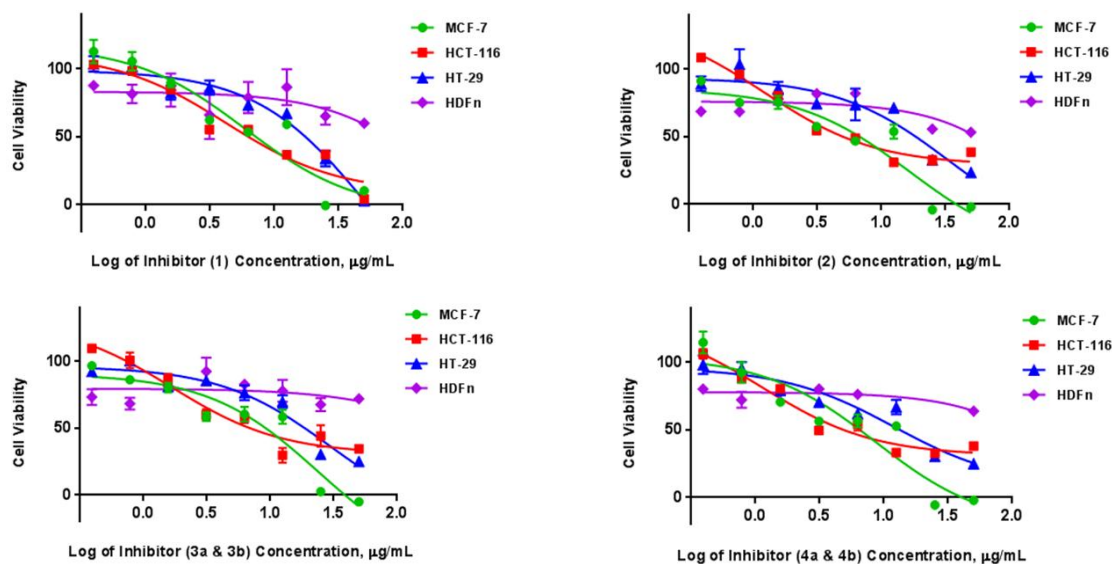 MCF-7
HCT-116
HT-29
HDFn
Cell Viability
100
50
0
0.0 0.5 1.0 1.5 2.0
Log of Inhibitor (1) Concentration, µg/mL
MCF-7
HCT-116
HT-29
HDFn
Cell Viability
100
50
0
0.0 0.5 1.0 1.5 2.0
Log of Inhibitor (2) Concentration, µg/mL
MCF-7
HCT-116
HT-29
HDFn
Cell Viability
100
50
0
0.0 0.5 1.0 1.5 2.0
Log of Inhibitor (3a & 3b) Concentration, µg/mL
MCF-7
HCT-116
HT-29
HDFn
Cell Viability
100
50
0
0.0 0.5 1.0 1.5 2.0
Log of Inhibitor (4a & 4b) Concentration, µg/mL